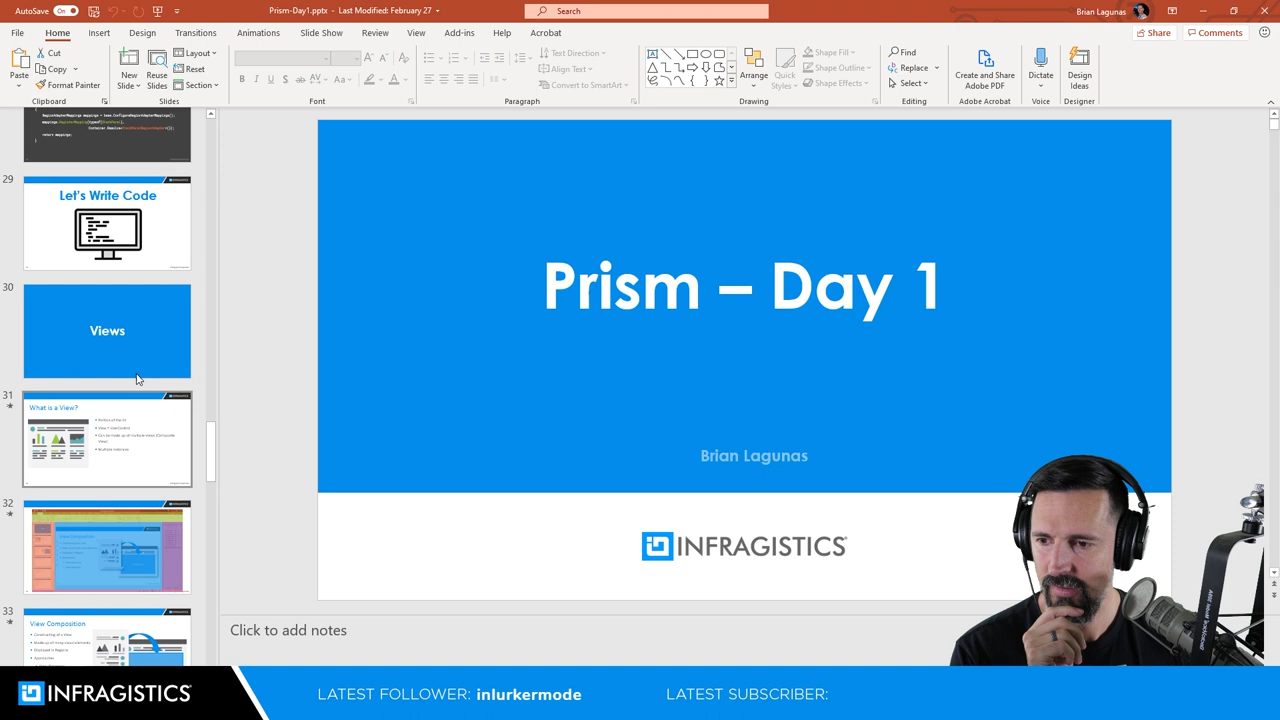 AutoSave On
Prism-Day1.pptx - Last Modified: February 27
Search
Brian Lagunas
File Home Insert Design Transitions Animations Slide Show Review View Add-ins Help Acrobat
Share
Comments
Paste
Cut
Copy
Format Painter
Clipboard
New
Slide
Reuse
Slides
Layout
Reset
Section
Slides
Font
Text Direction
Align Text
Convert to SmartArt
Paragraph
Arrange
Quick
Styles
Shape Fill
Shape Outline
Shape Effects
Drawing
Find
Replace
Select
Editing
Create and Share
Adobe PDF
Adobe Acrobat
Dictate
Voice
Design
Ideas
Designer
29
Let's Write Code
30
Views
31
What is a View?
32
33
View Composition
Prism – Day 1
Brian Lagunas
INFRAGISTICS
Click to add notes
INFRAGISTICS
LATEST FOLLOWER: inlurkermode
LATEST SUBSCRIBER: